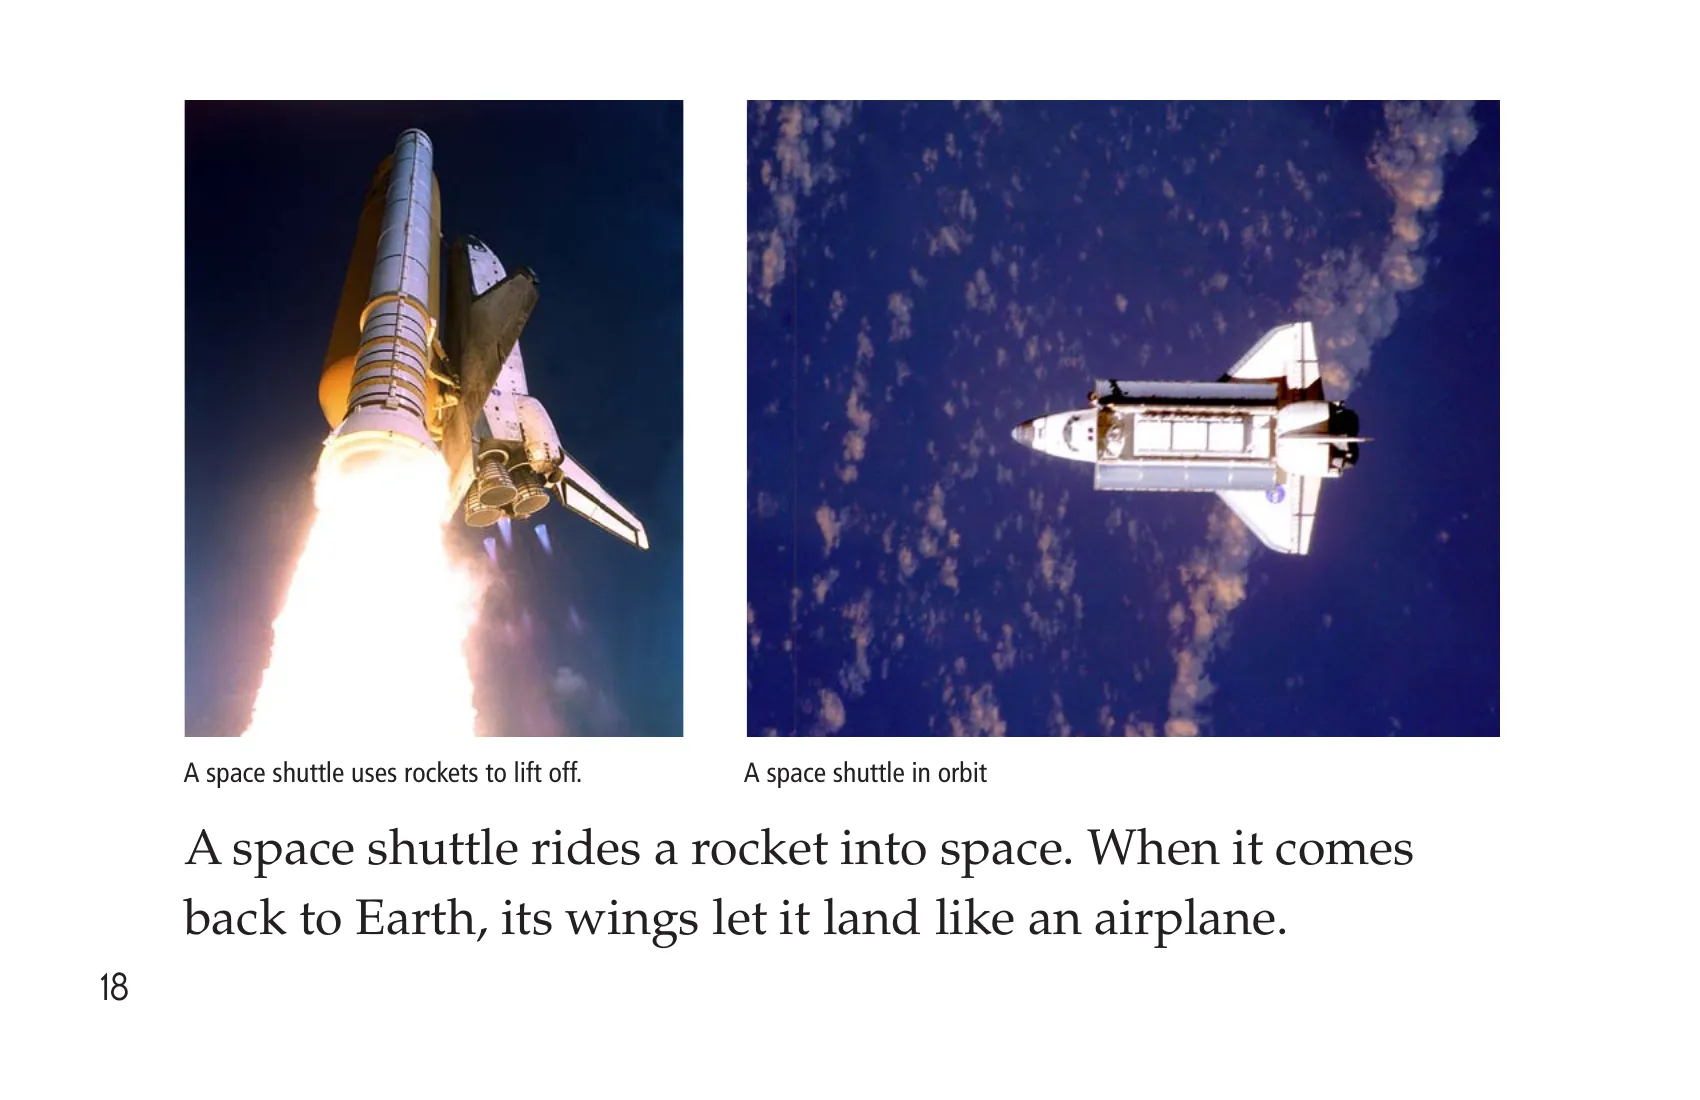 A space shuttle uses rockets to lift off.
A space shuttle in orbit
A space shuttle rides a rocket into space. When it comes
back to Earth, its wings let it land like an airplane.
18